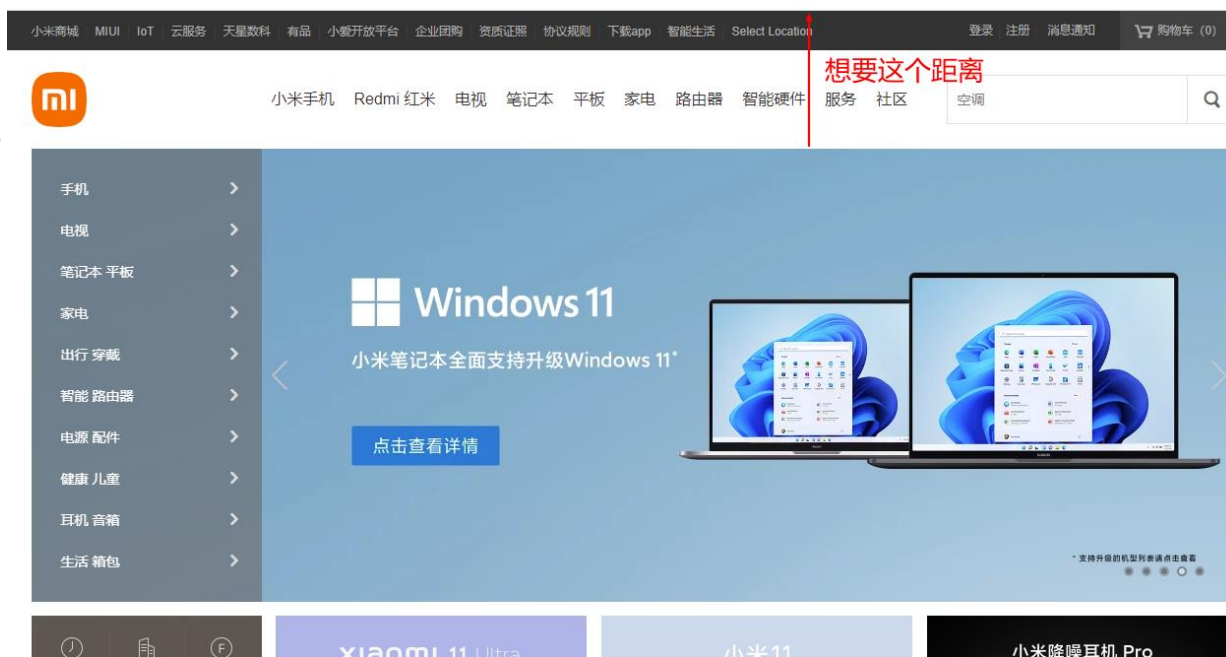 小米商城 MIUI IoT 云服务 天星数科 有品 小爱开放平台 企业团购 资质证照 协议规则 下载app 智能生活 Select Location 登录 注册 消息通知 购物车 (0)
想要这个距离
小米手机 Redmi 红米 电视 笔记本 平板 家电 路由器 智能硬件 服务 社区 空调
手机
电视
笔记本 平板
家电
出行 穿戴
智能 路由器
电源 配件
健康 儿童
耳机 音箱
生活 箱包
Windows 11
小米笔记本全面支持升级Windows 11*
点击查看详情
* 支持升级的机型列表请点击查看
xiaomi 11 Ultra
小米11
小米降噪耳机 Pro